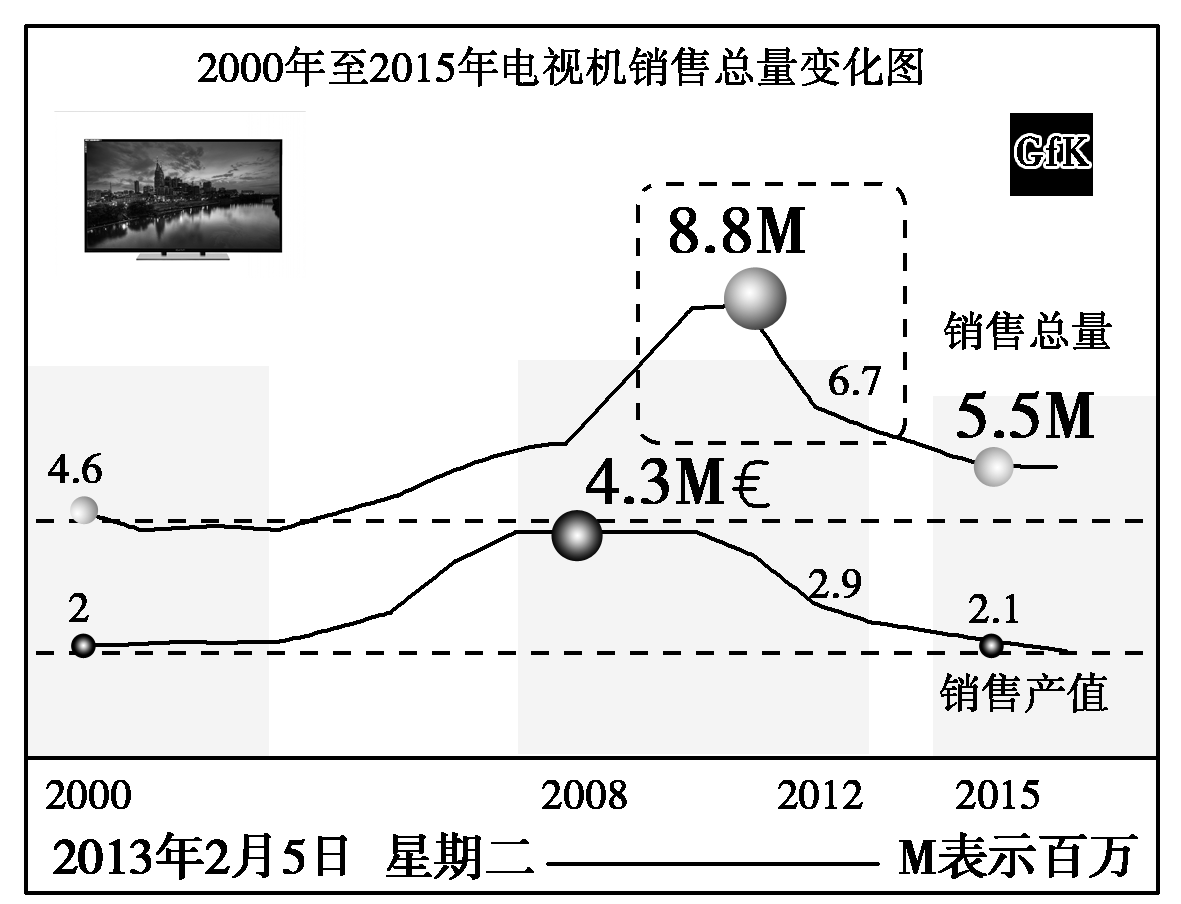 2000年至2015年电视机销售总量变化图
GfK
8.8M
销售总量
6.7
5.5M
4.6
4.3M€
2.9
2
2.1
销售产值
2000 2008 2012 2015
2013年2月5日 星期二 M表示百万